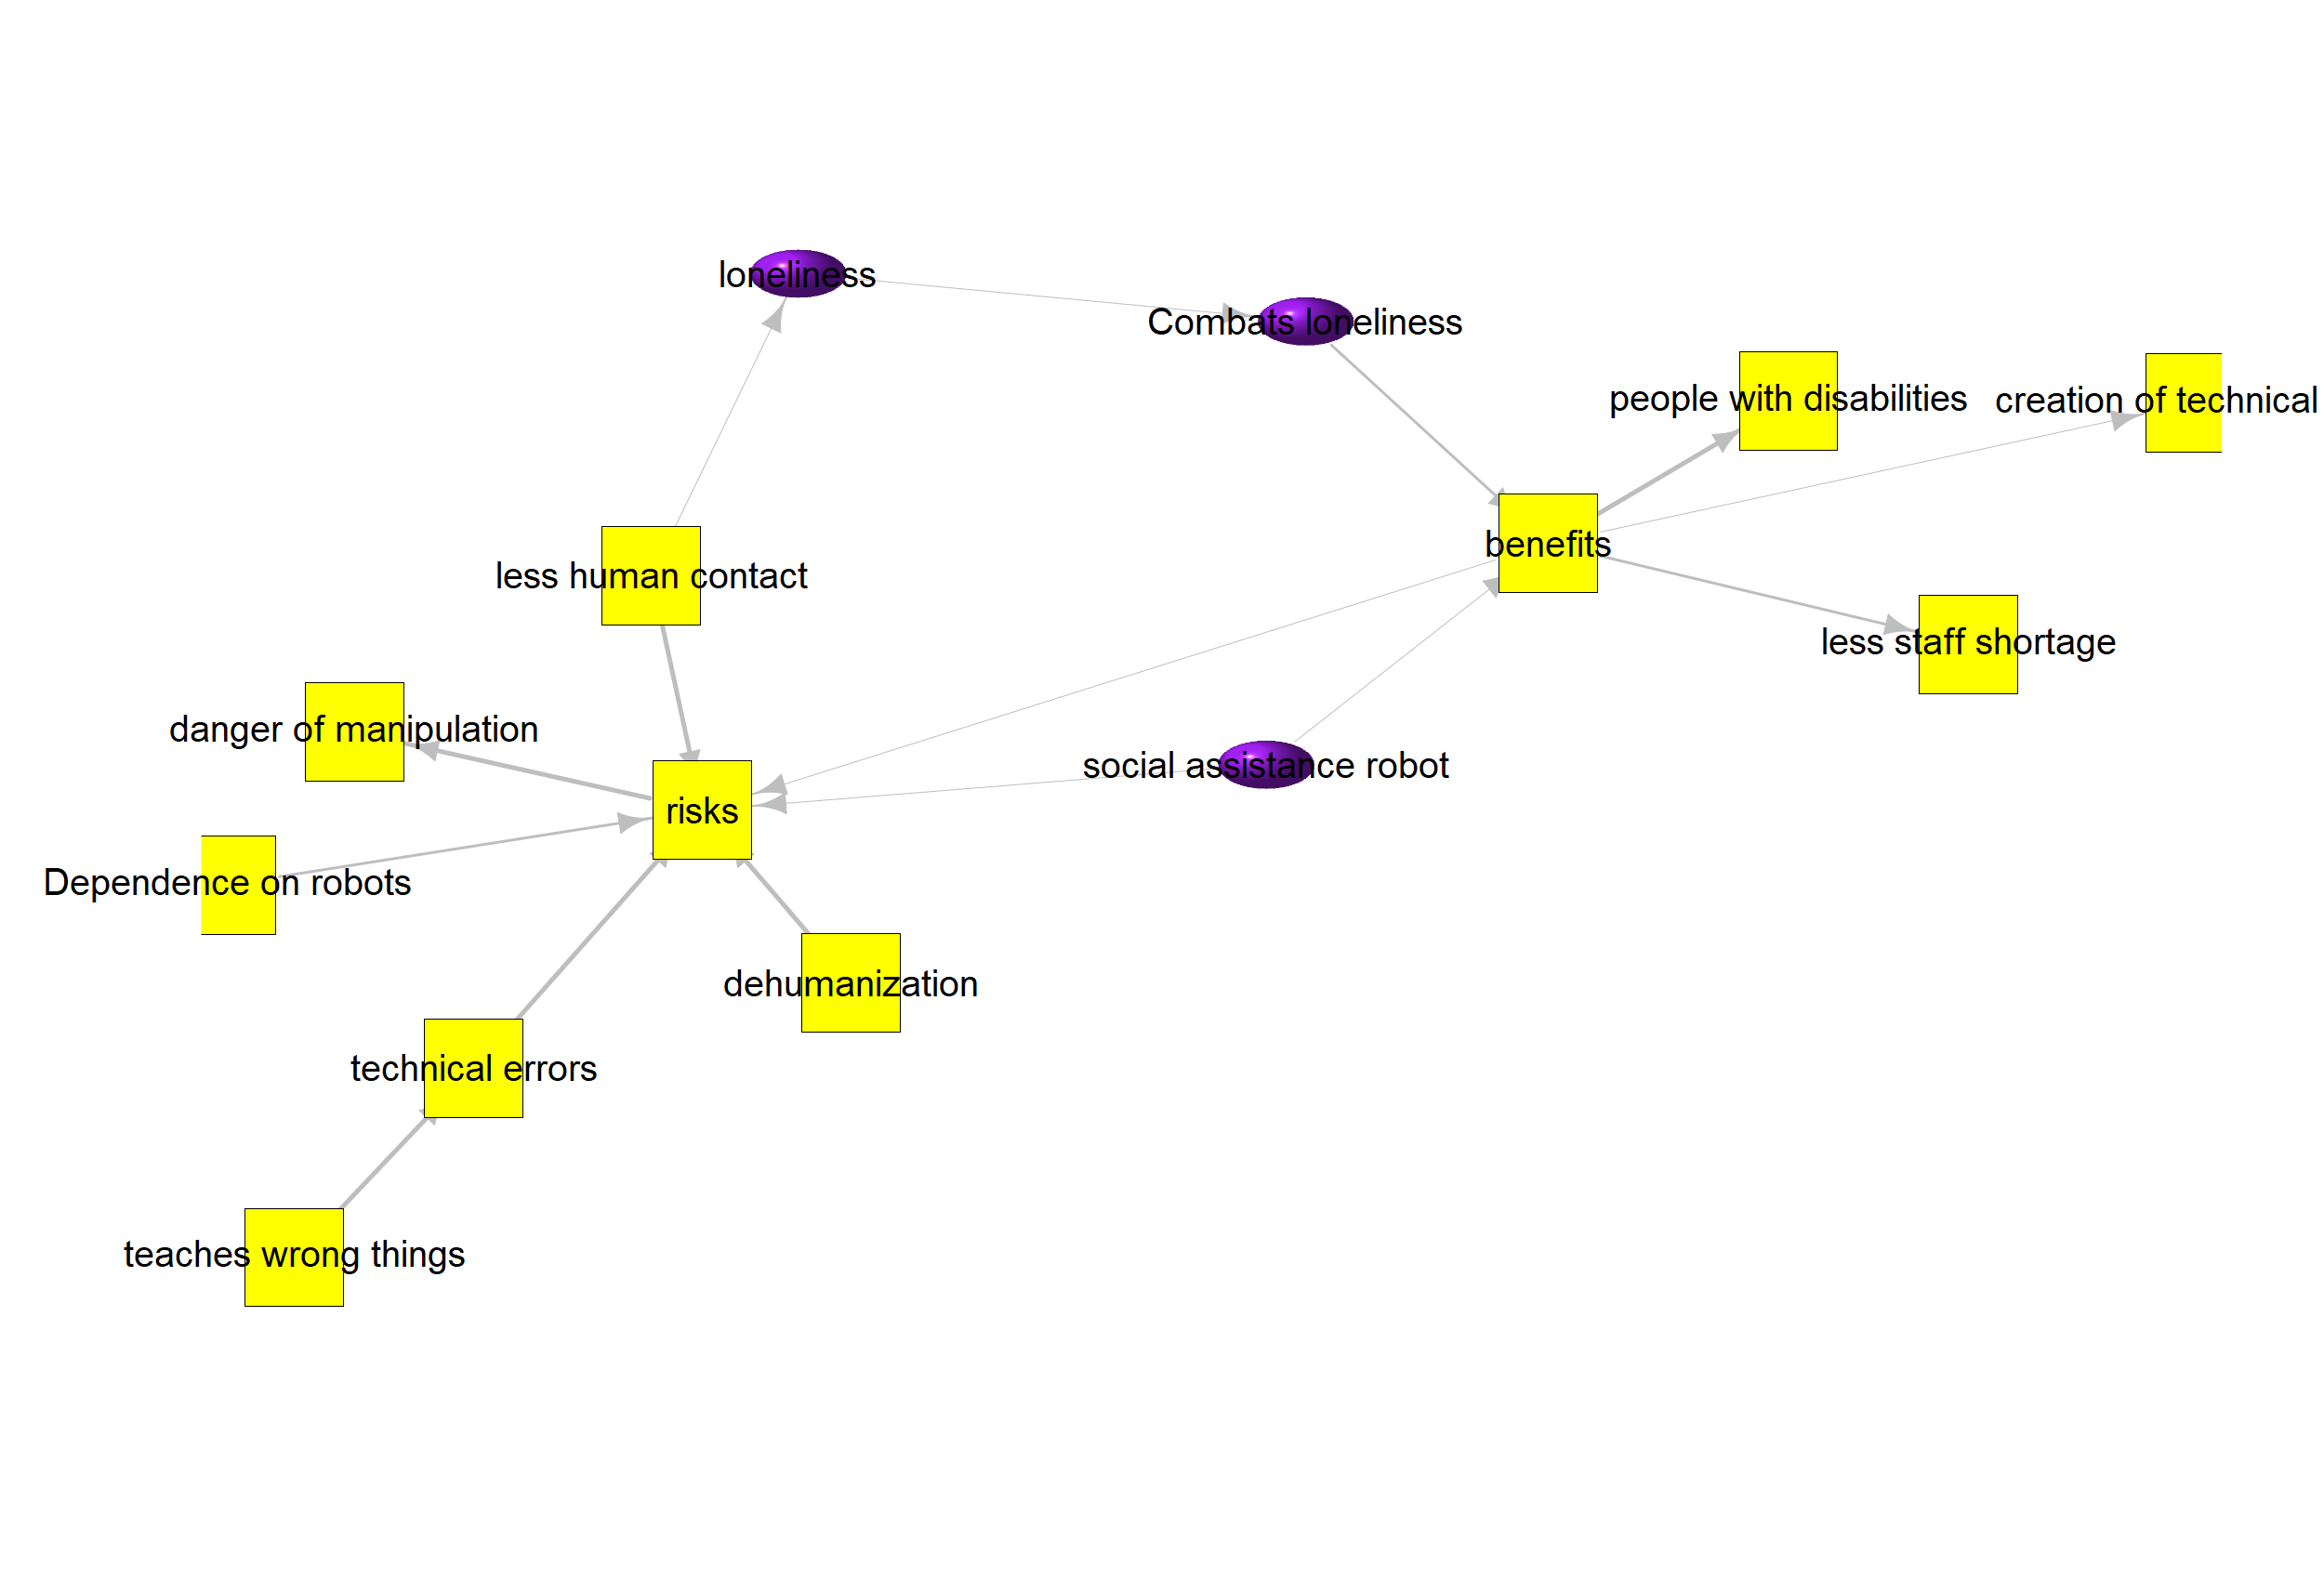 loneliness
Combats loneliness
people with disabilities
creation of technical
benefits
less human contact
less staff shortage
danger of manipulation
social assistance robot
risks
Dependence on robots
dehumanization
technical errors
teaches wrong things